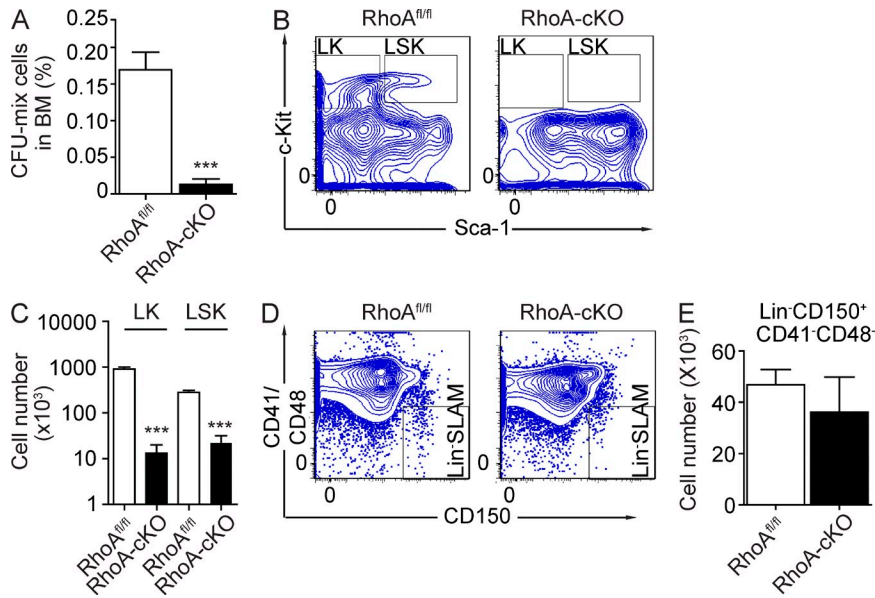 A
CFU-mix cells
in BM (%)
0.25
0.20
0.15
0.10
0.05
0
***
RhoAfl/fl
RhoA-cKO
B
RhoAfl/fl
RhoA-cKO
LK
LSK
LK
LSK
c-Kit
0
0
0
0
Sca-1
C
LK
LSK
Cell number
(x10³)
10000
1000
100
10
1
***
***
RhoAfl/fl
RhoA-cKO
RhoAfl/fl
RhoA-cKO
D
RhoAfl/fl
RhoA-cKO
CD41/
CD48
Lin-SLAM
Lin-SLAM
0
0
0
0
CD150
E
Lin-CD150+
CD41-CD48-
Cell number (X10³)
60
40
20
0
RhoAfl/fl
RhoA-cKO